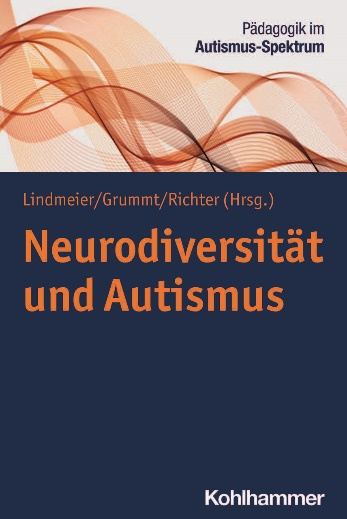 Pädagogik im
Autismus-Spektrum
Lindmeier/Grummt/Richter (Hrsg.)
Neurodiversität
und Autismus
Kohlhammer